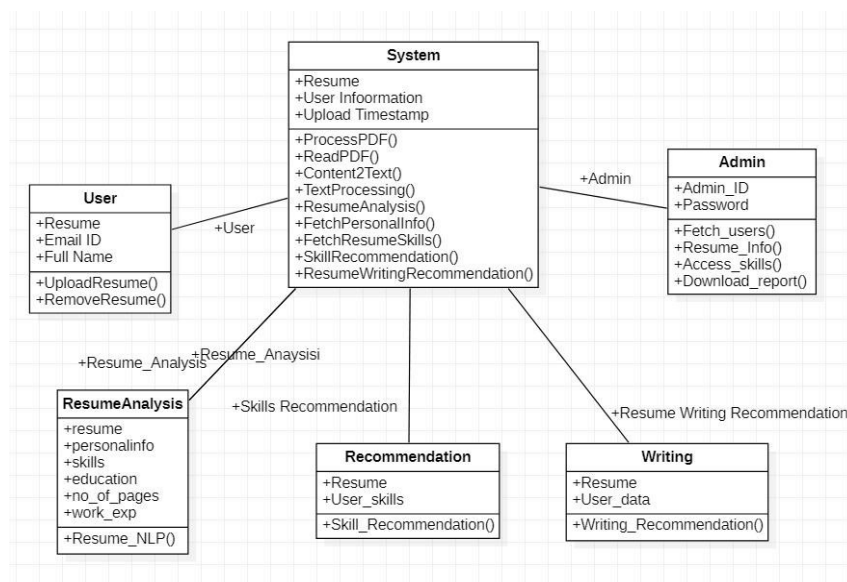 System
+Resume
+User Infoormation
+Upload Timestamp
+ProcessPDF()
+ReadPDF()
+Content2Text()
+TextProcessing()
+ResumeAnalysis()
+FetchPersonalInfo()
+FetchResumeSkills()
+SkillRecommendation()
+ResumeWritingRecommendation()
User
+Resume
+Email ID
+Full Name
+UploadResume()
+RemoveResume()
+User
+Admin
Admin
+Admin_ID
+Password
+Fetch_users()
+Resume_Info()
+Access_skills()
+Download_report()
+Resume_Analysis
+Resume_Anaysisi
+Skills Recommendation
+Resume Writing Recommendation
ResumeAnalysis
+resume
+personalinfo
+skills
+education
+no_of_pages
+work_exp
+Resume_NLP()
Recommendation
+Resume
+User_skills
+Skill_Recommendation()
Writing
+Resume
+User_data
+Writing_Recommendation()